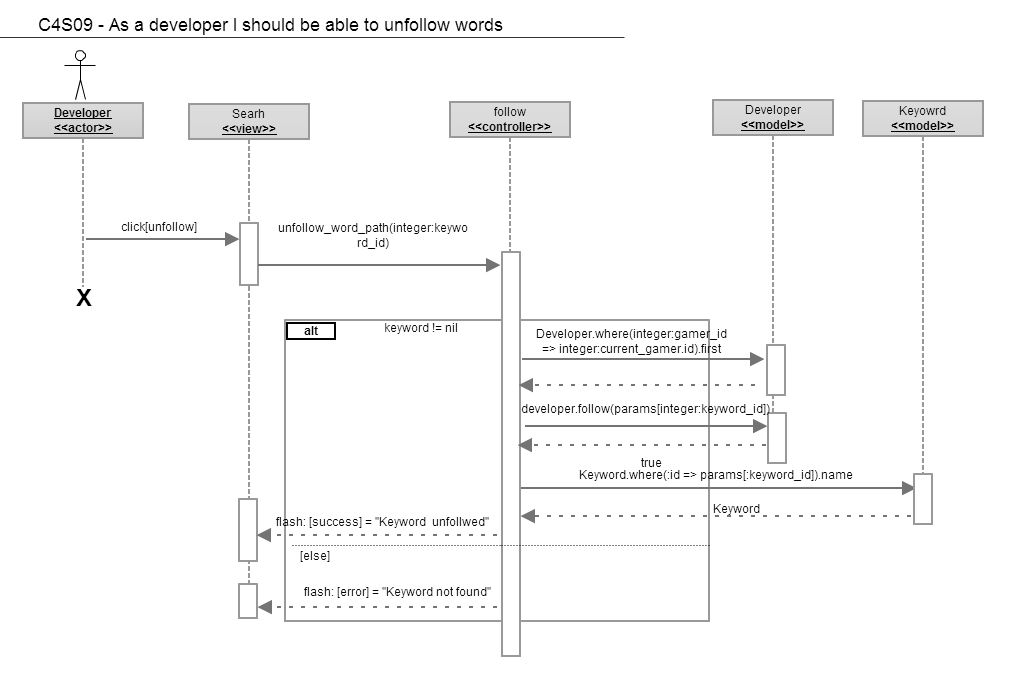 C4S09 - As a developer I should be able to unfollow words
Developer
<<actor>>
Searh
<<view>>
follow
<<controller>>
Developer
<<model>>
Keyowrd
<<model>>
click[unfollow]
unfollow_word_path(integer:keywo
rd_id)
X
alt
keyword != nil
Developer.where(integer:gamer_id
=> integer:current_gamer.id).first
developer.follow(params[integer:keyword_id])
true
Keyword.where(:id => params[:keyword_id]).name
Keyword
flash: [success] = "Keyword unfollwed"
[else]
flash: [error] = "Keyword not found"